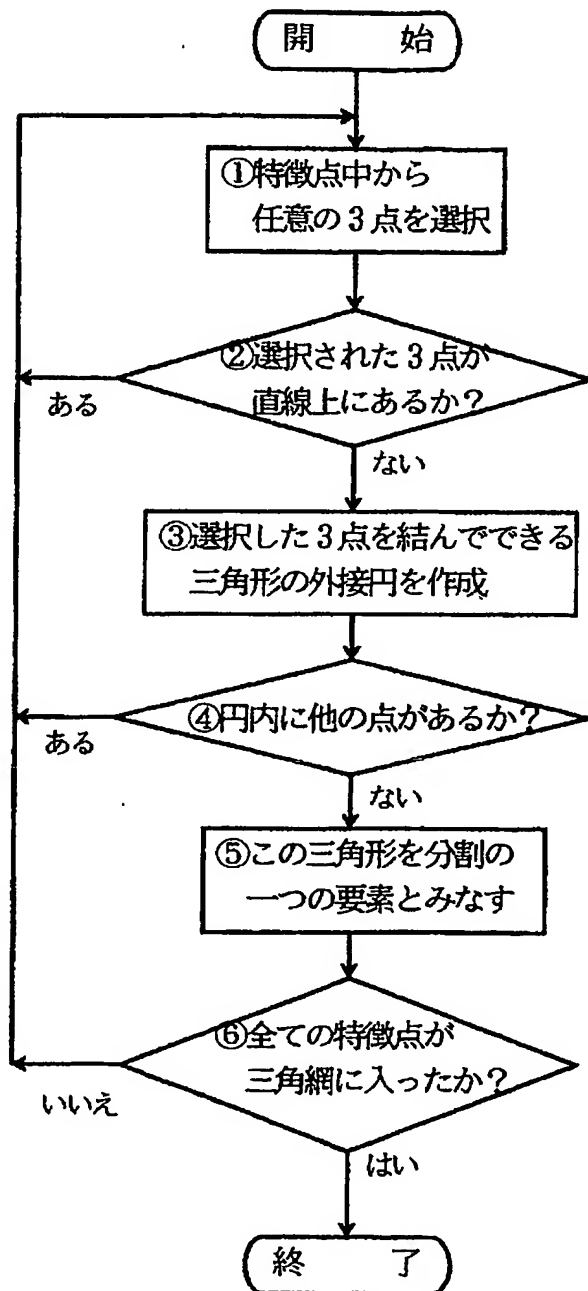 開 始
①特徴点中から
任意の3点を選択
②選択された3点が
直線上にあるか?
ある
ない
③選択した3点を結んでできる
三角形の外接円を作成
④円内に他の点があるか?
ある
ない
⑤この三角形を分割の
一つの要素とみなす
⑥全ての特徴点が
三角網に入ったか?
いいえ
はい
終 了